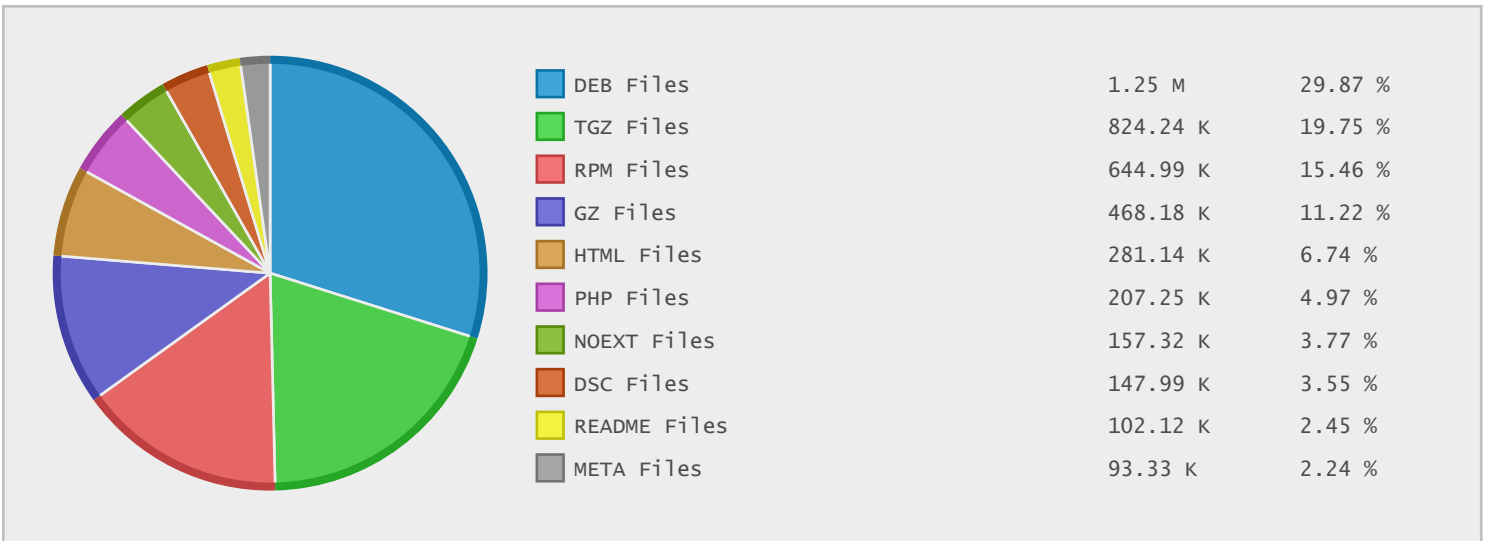 DEB Files 1.25 M 29.87 %
TGZ Files 824.24 K 19.75 %
RPM Files 644.99 K 15.46 %
GZ Files 468.18 K 11.22 %
HTML Files 281.14 K 6.74 %
PHP Files 207.25 K 4.97 %
NOEXT Files 157.32 K 3.77 %
DSC Files 147.99 K 3.55 %
README Files 102.12 K 2.45 %
META Files 93.33 K 2.24 %